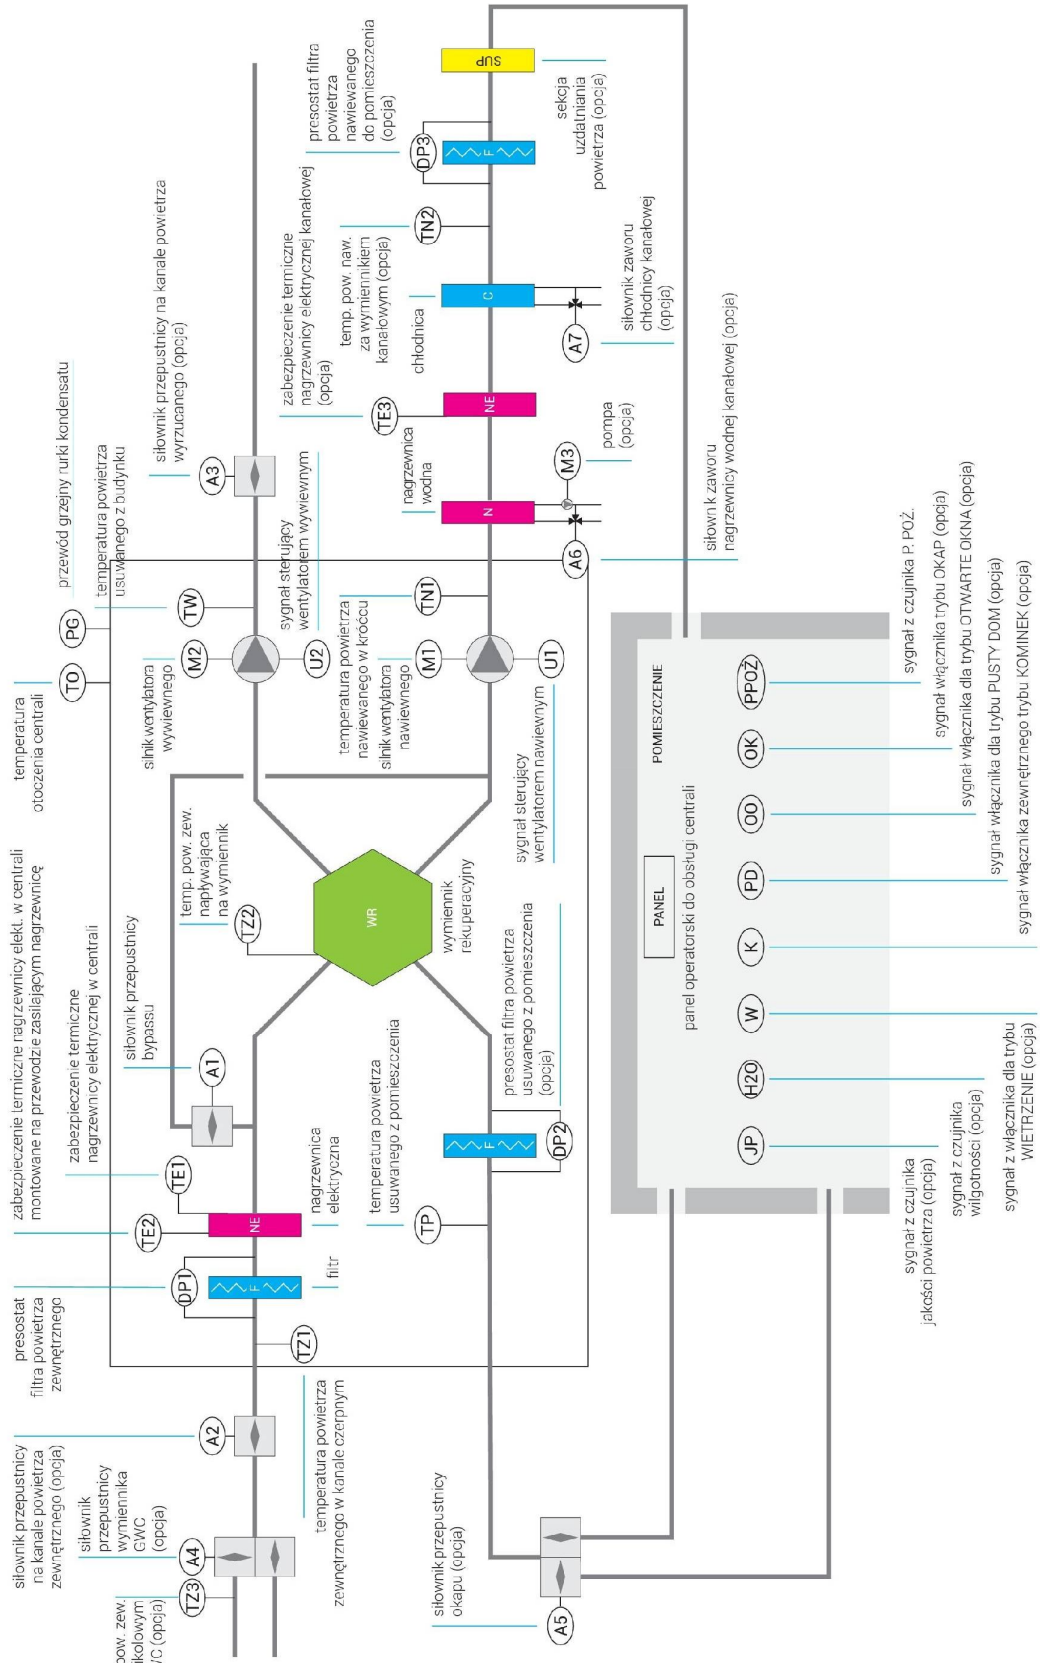 pow. zew.
TZ3
A4
siłownik
przepustnicy
wymiennika
GWC
(opcja)
siłownik przepustnicy
na kanale powietrza
zewnętrznego (opcja)
A2
temperatura powietrza
zewnętrznego w kanale czerpnym
TZ1
presostat
filtra powietrza
zewnętrznego
DP1
F
filtr
zabezpieczenie termiczne nagrzewnicy elekt. w centrali
montowane na przewodzie zasilającym nagrzewnicę
TE2
zabezpieczenie termiczne
nagrzewnicy elektrycznej w centrali
TE1
NE
nagrzewnica
elektryczna
siłownik przepustnicy
bypassu
A1
temp. pow. zew.
napływająca
na wymiennik
TZ2
WR
wymiennik
rekuperacyjny
temperatura
otoczenia centrali
TO
przewód grzejny rurki kondensatu
PG
temperatura powietrza
usuwanego z budynku
TW
silnik wentylatora
wywiewnego
M2
U2
sygnał sterujący
wentylatorem wywiewnym
siłownik przepustnicy na kanale powietrza
wyrzucanego (opcja)
A3
siłownik przepustnicy
okapu (opcja)
A5
temperatura powietrza
usuwanego z pomieszczenia
TP
F
DP2
presostat filtra powietrza
usuwanego z pomieszczenia
(opcja)
silnik wentylatora
nawiewnego
M1
U1
sygnał sterujący
wentylatorem nawiewnym
temperatura powietrza
nawiewanego w króćcu
TN1
nagrzewnica
wodna
N
A6
siłownik zaworu
nagrzewnicy wodnej kanałowej (opcja)
M3
pompa
(opcja)
zabezpieczenie termiczne
nagrzewnicy elektrycznej kanałowej
(opcja)
TE3
NE
chłodnica
C
A7
siłownik zaworu
chłodnicy kanałowej
(opcja)
temp. pow. naw.
za wymiennikiem
kanałowym (opcja)
TN2
presostat filtra
powietrza
nawiewanego
do pomieszczenia
(opcja)
DP3
F
SUP
sekcja
uzdatniania
powietrza (opcja)
POMIESZCZENIE
PANEL
panel operatorski do obsługi centrali
JP
H2O
W
K
PD
OO
OK
PPOŻ
sygnał z czujnika
jakości powietrza (opcja)
sygnał z czujnika
wilgotności (opcja)
sygnał z włącznika dla trybu
WIETRZENIE (opcja)
sygnał włącznika zewnętrznego trybu KOMINEK (opcja)
sygnał włącznika dla trybu PUSTY DOM (opcja)
sygnał włącznika dla trybu OTWARTE OKNA (opcja)
sygnał włącznika trybu OKAP (opcja)
sygnał z czujnika P. POŻ.